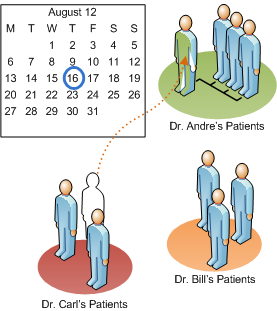 August 12
M T W T F S S
1 2 3 4 5
6 7 8 9 10 11 12
13 14 15 16 17 18 19
20 21 22 23 24 25 26
27 28 29 30 31
Dr. Andre's Patients
Dr. Bill's Patients
Dr. Carl's Patients